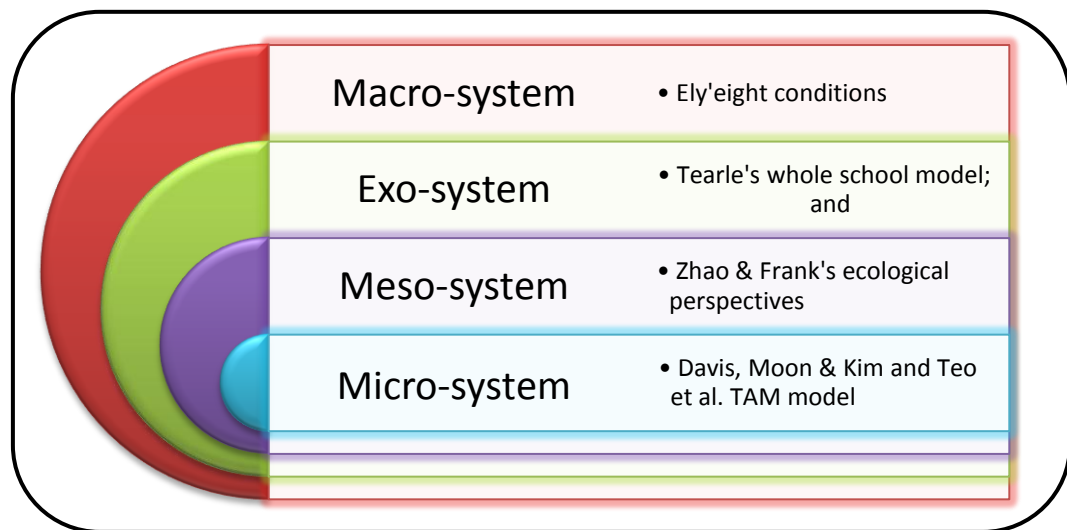 Macro-system
• Ely'eight conditions
Exo-system
• Tearle's whole school model;
and
Meso-system
• Zhao & Frank's ecological
perspectives
Micro-system
• Davis, Moon & Kim and Teo
et al. TAM model